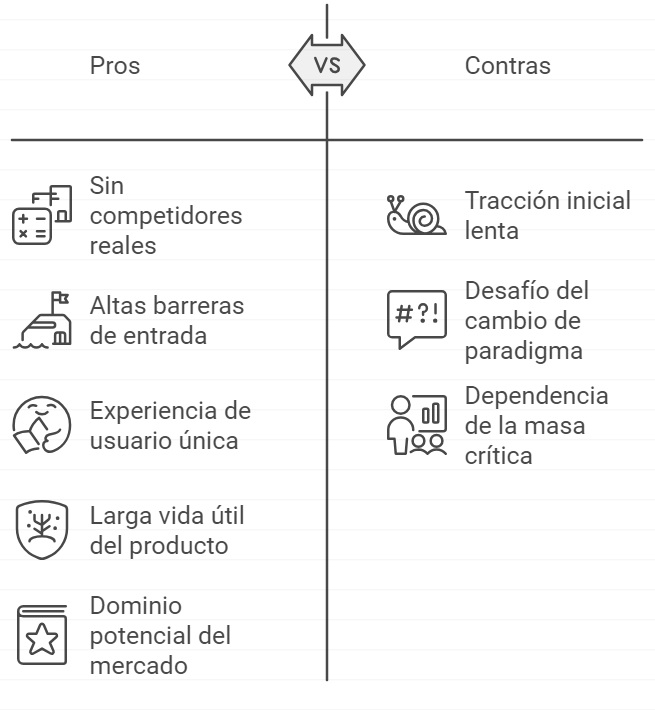 Pros
VS
Contras
Sin
competidores
reales
Altas barreras
de entrada
Experiencia de
usuario única
Larga vida útil
del producto
Dominio
potencial del
mercado
Tracción inicial
lenta
#?!
Desafío del
cambio de
paradigma
Dependencia
de la masa
crítica